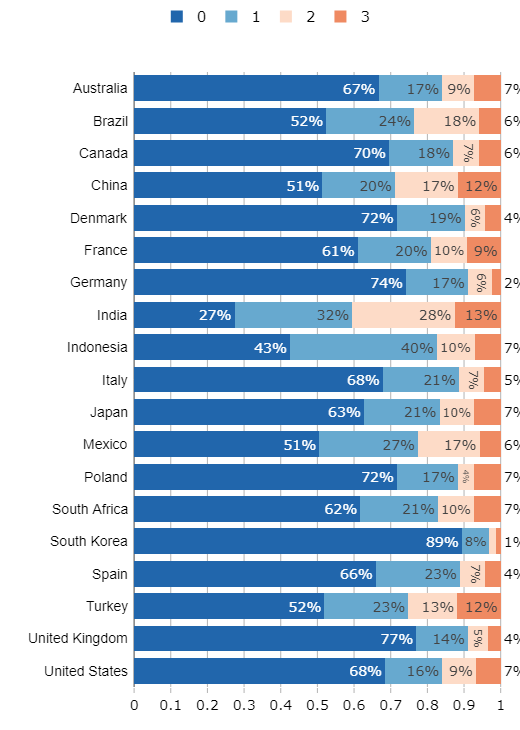 0 1 2 3
Australia 67% 17% 9% 7%
Brazil 52% 24% 18% 6%
Canada 70% 18% 7% 6%
China 51% 20% 17% 12%
Denmark 72% 19% 6% 4%
France 61% 20% 10% 9%
Germany 74% 17% 6% 2%
India 27% 32% 28% 13%
Indonesia 43% 40% 10% 7%
Italy 68% 21% 7% 5%
Japan 63% 21% 10% 7%
Mexico 51% 27% 17% 6%
Poland 72% 17% 4% 7%
South Africa 62% 21% 10% 7%
South Korea 89% 8% 1%
Spain 66% 23% 7% 4%
Turkey 52% 23% 13% 12%
United Kingdom 77% 14% 5% 4%
United States 68% 16% 9% 7%
0 0.1 0.2 0.3 0.4 0.5 0.6 0.7 0.8 0.9 1